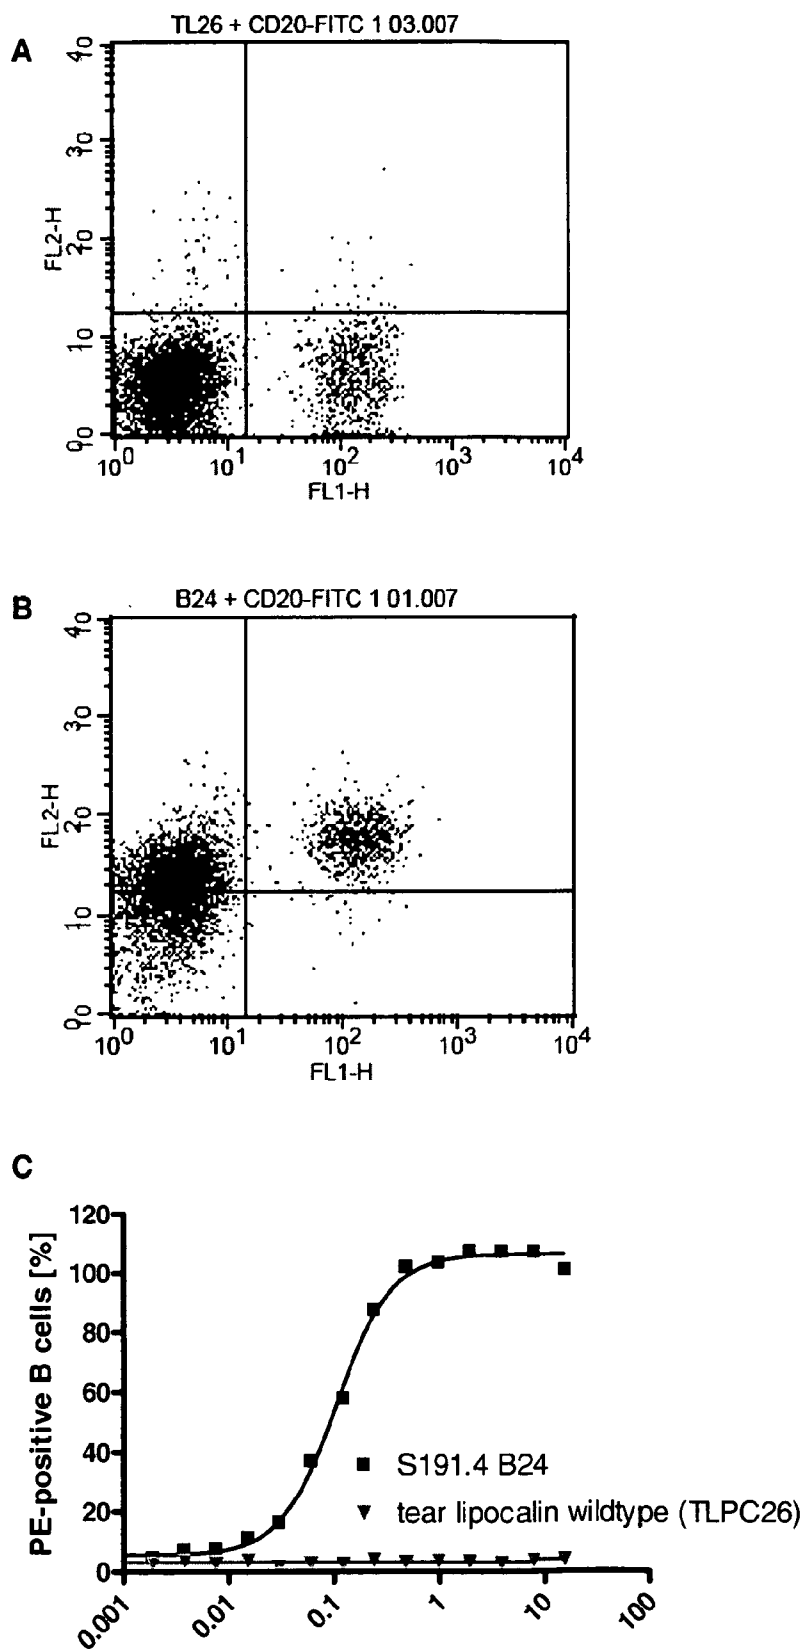 A
TL26 + CD20-FITC 1 03.007
40
30
20
10
0
FL2-H
10^0 10^1 10^2 10^3 10^4
FL1-H
B
B24 + CD20-FITC 1 01.007
40
30
20
10
0
FL2-H
10^0 10^1 10^2 10^3 10^4
FL1-H
C
120
100
80
60
40
20
0
PE-positive B cells [%]
S191.4 B24
tear lipocalin wildtype (TLPC26)
0.001 0.01 0.1 1 10 100